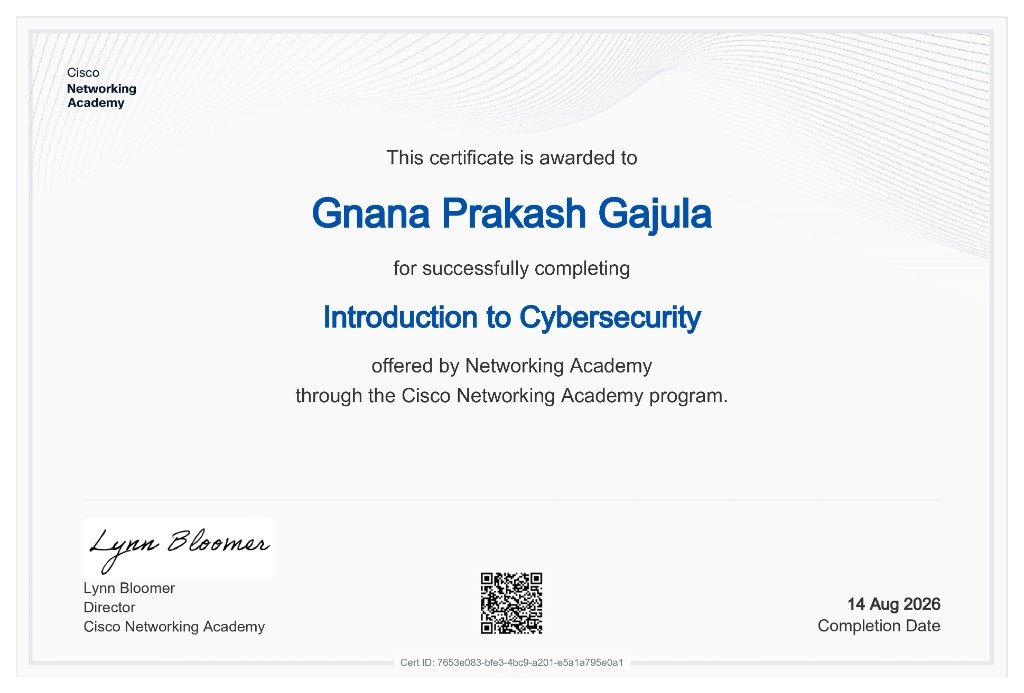 Cisco
Networking
Academy
This certificate is awarded to
Gnana Prakash Gajula
for successfully completing
Introduction to Cybersecurity
offered by Networking Academy
through the Cisco Networking Academy program.
Lynn Bloomer
Lynn Bloomer
Director
Cisco Networking Academy
14 Aug 2026
Completion Date
Cert ID: 7653e083-bfe3-4bc9-a201-e5a1a795e0a1